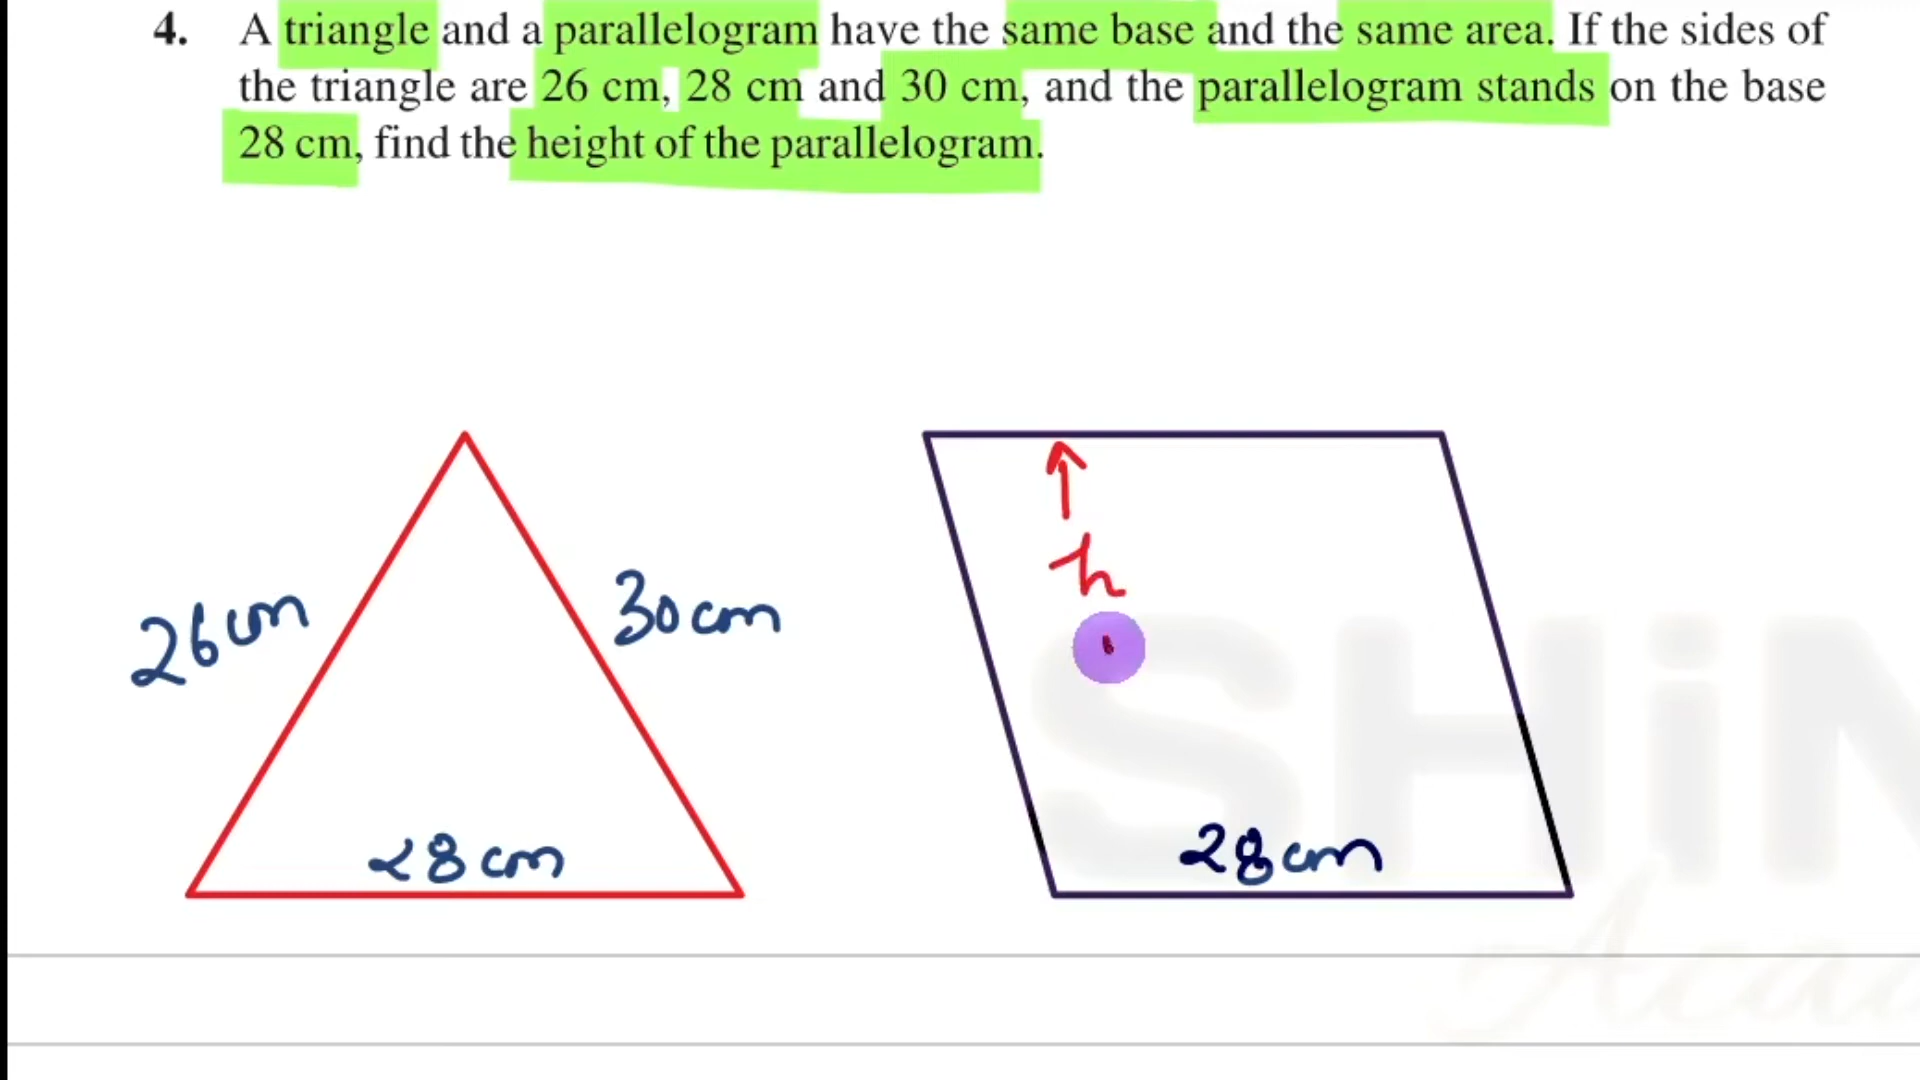 4. A triangle and a parallelogram have the same base and the same area. If the sides of
the triangle are 26 cm, 28 cm and 30 cm, and the parallelogram stands on the base
28 cm, find the height of the parallelogram.
h
26cm
30cm
28cm
28cm
SHiN
Aca